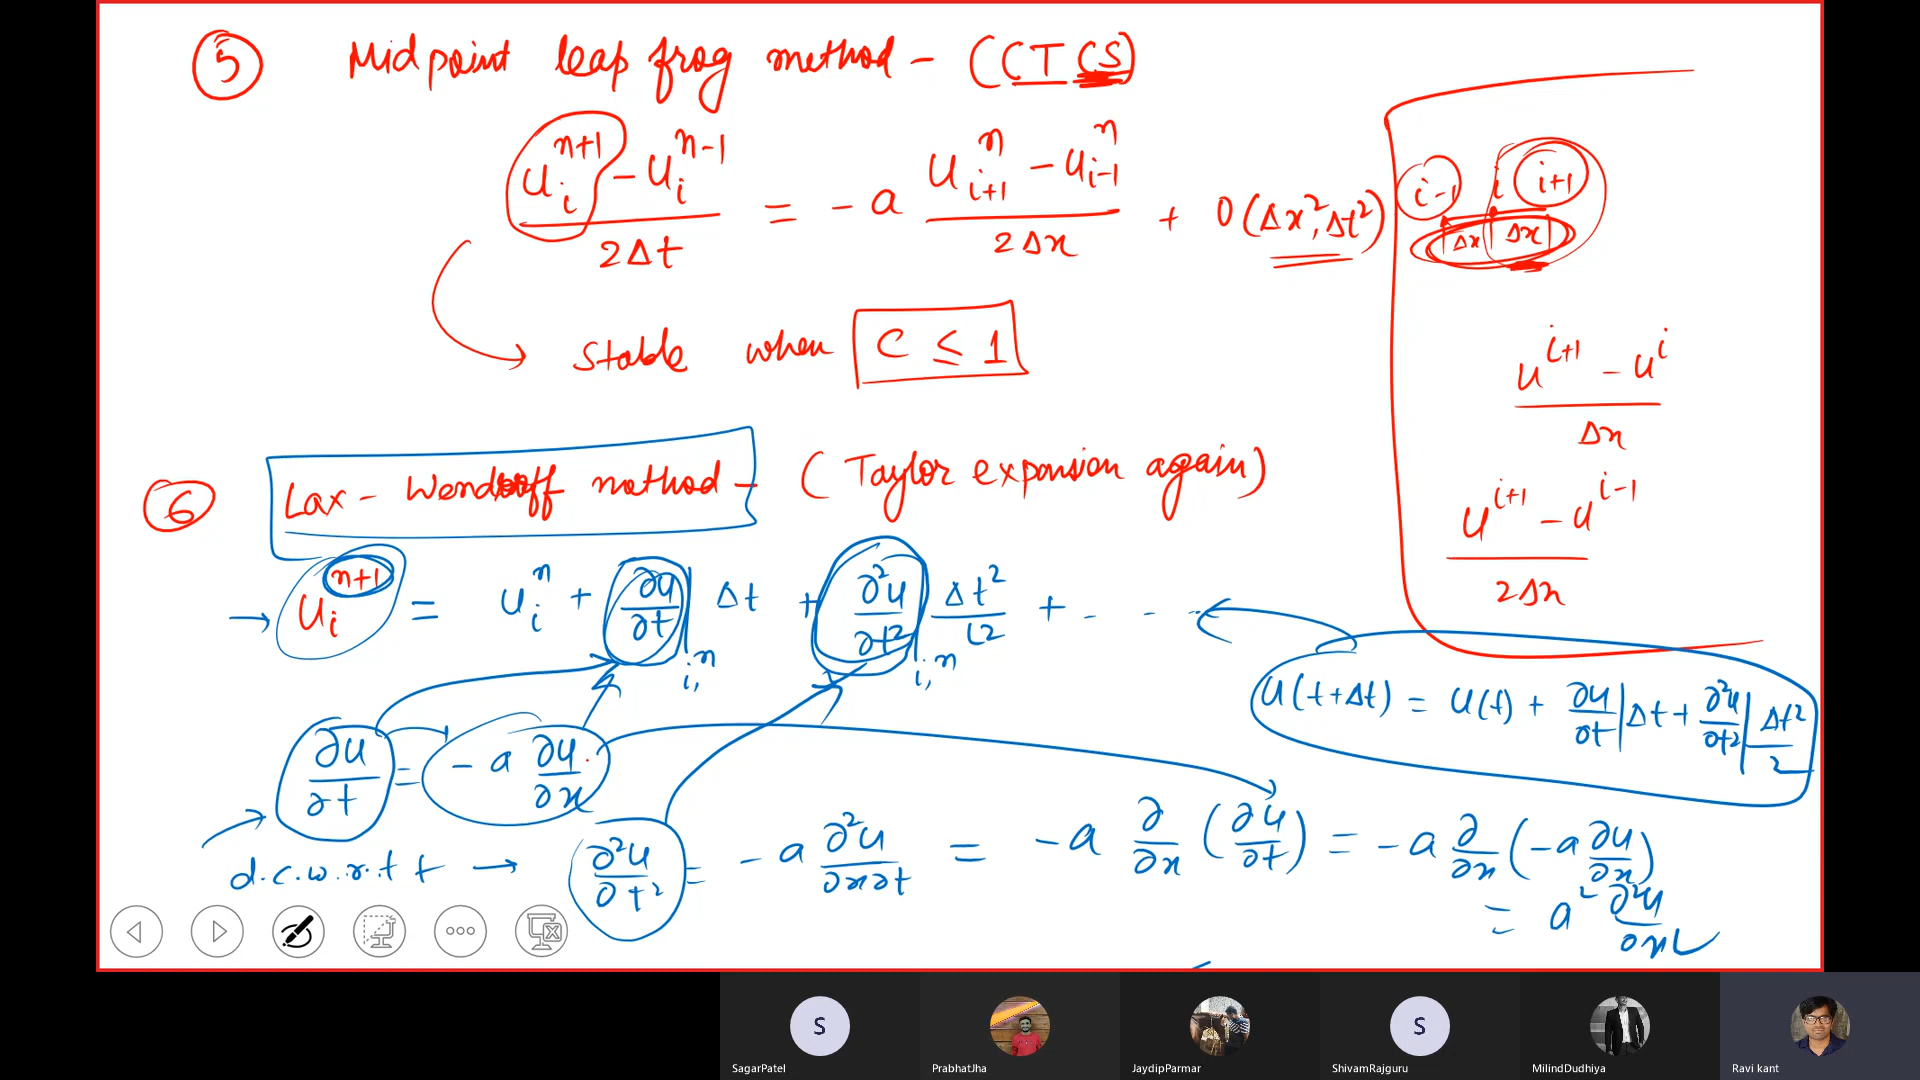 5 Midpoint leap frog method - (CTCS)
(u_i^{n+1} - u_i^{n-1}) / 2Δt = - a (u_{i+1}^n - u_{i-1}^n) / 2Δx + O(Δx², Δt²)
i-1 i i+1
Δx Δx
Stable when C ≤ 1
(u^{i+1} - u^i) / Δx
(u^{i+1} - u^{i-1}) / 2Δx
6 Lax - Wendroff method - (Taylor expansion again)
→ u_i^{n+1} = u_i^n + ∂u/∂t|_{i,n} Δt + ∂²u/∂t²|_{i,n} Δt²/⌊2 + - - -
u(t+Δt) = u(t) + ∂u/∂t| Δt + ∂²u/∂t²| Δt²/2
∂u/∂t = - a ∂u/∂x
d.c.w.r.t t → ∂²u/∂t² = - a ∂²u/∂x∂t = - a ∂/∂x (∂u/∂t) = - a ∂/∂x (-a ∂u/∂x)
= a² ∂²u/∂x²
S S
SagarPatel PrabhatJha JaydipParmar ShivamRajguru MilindDudhiya Ravi kant